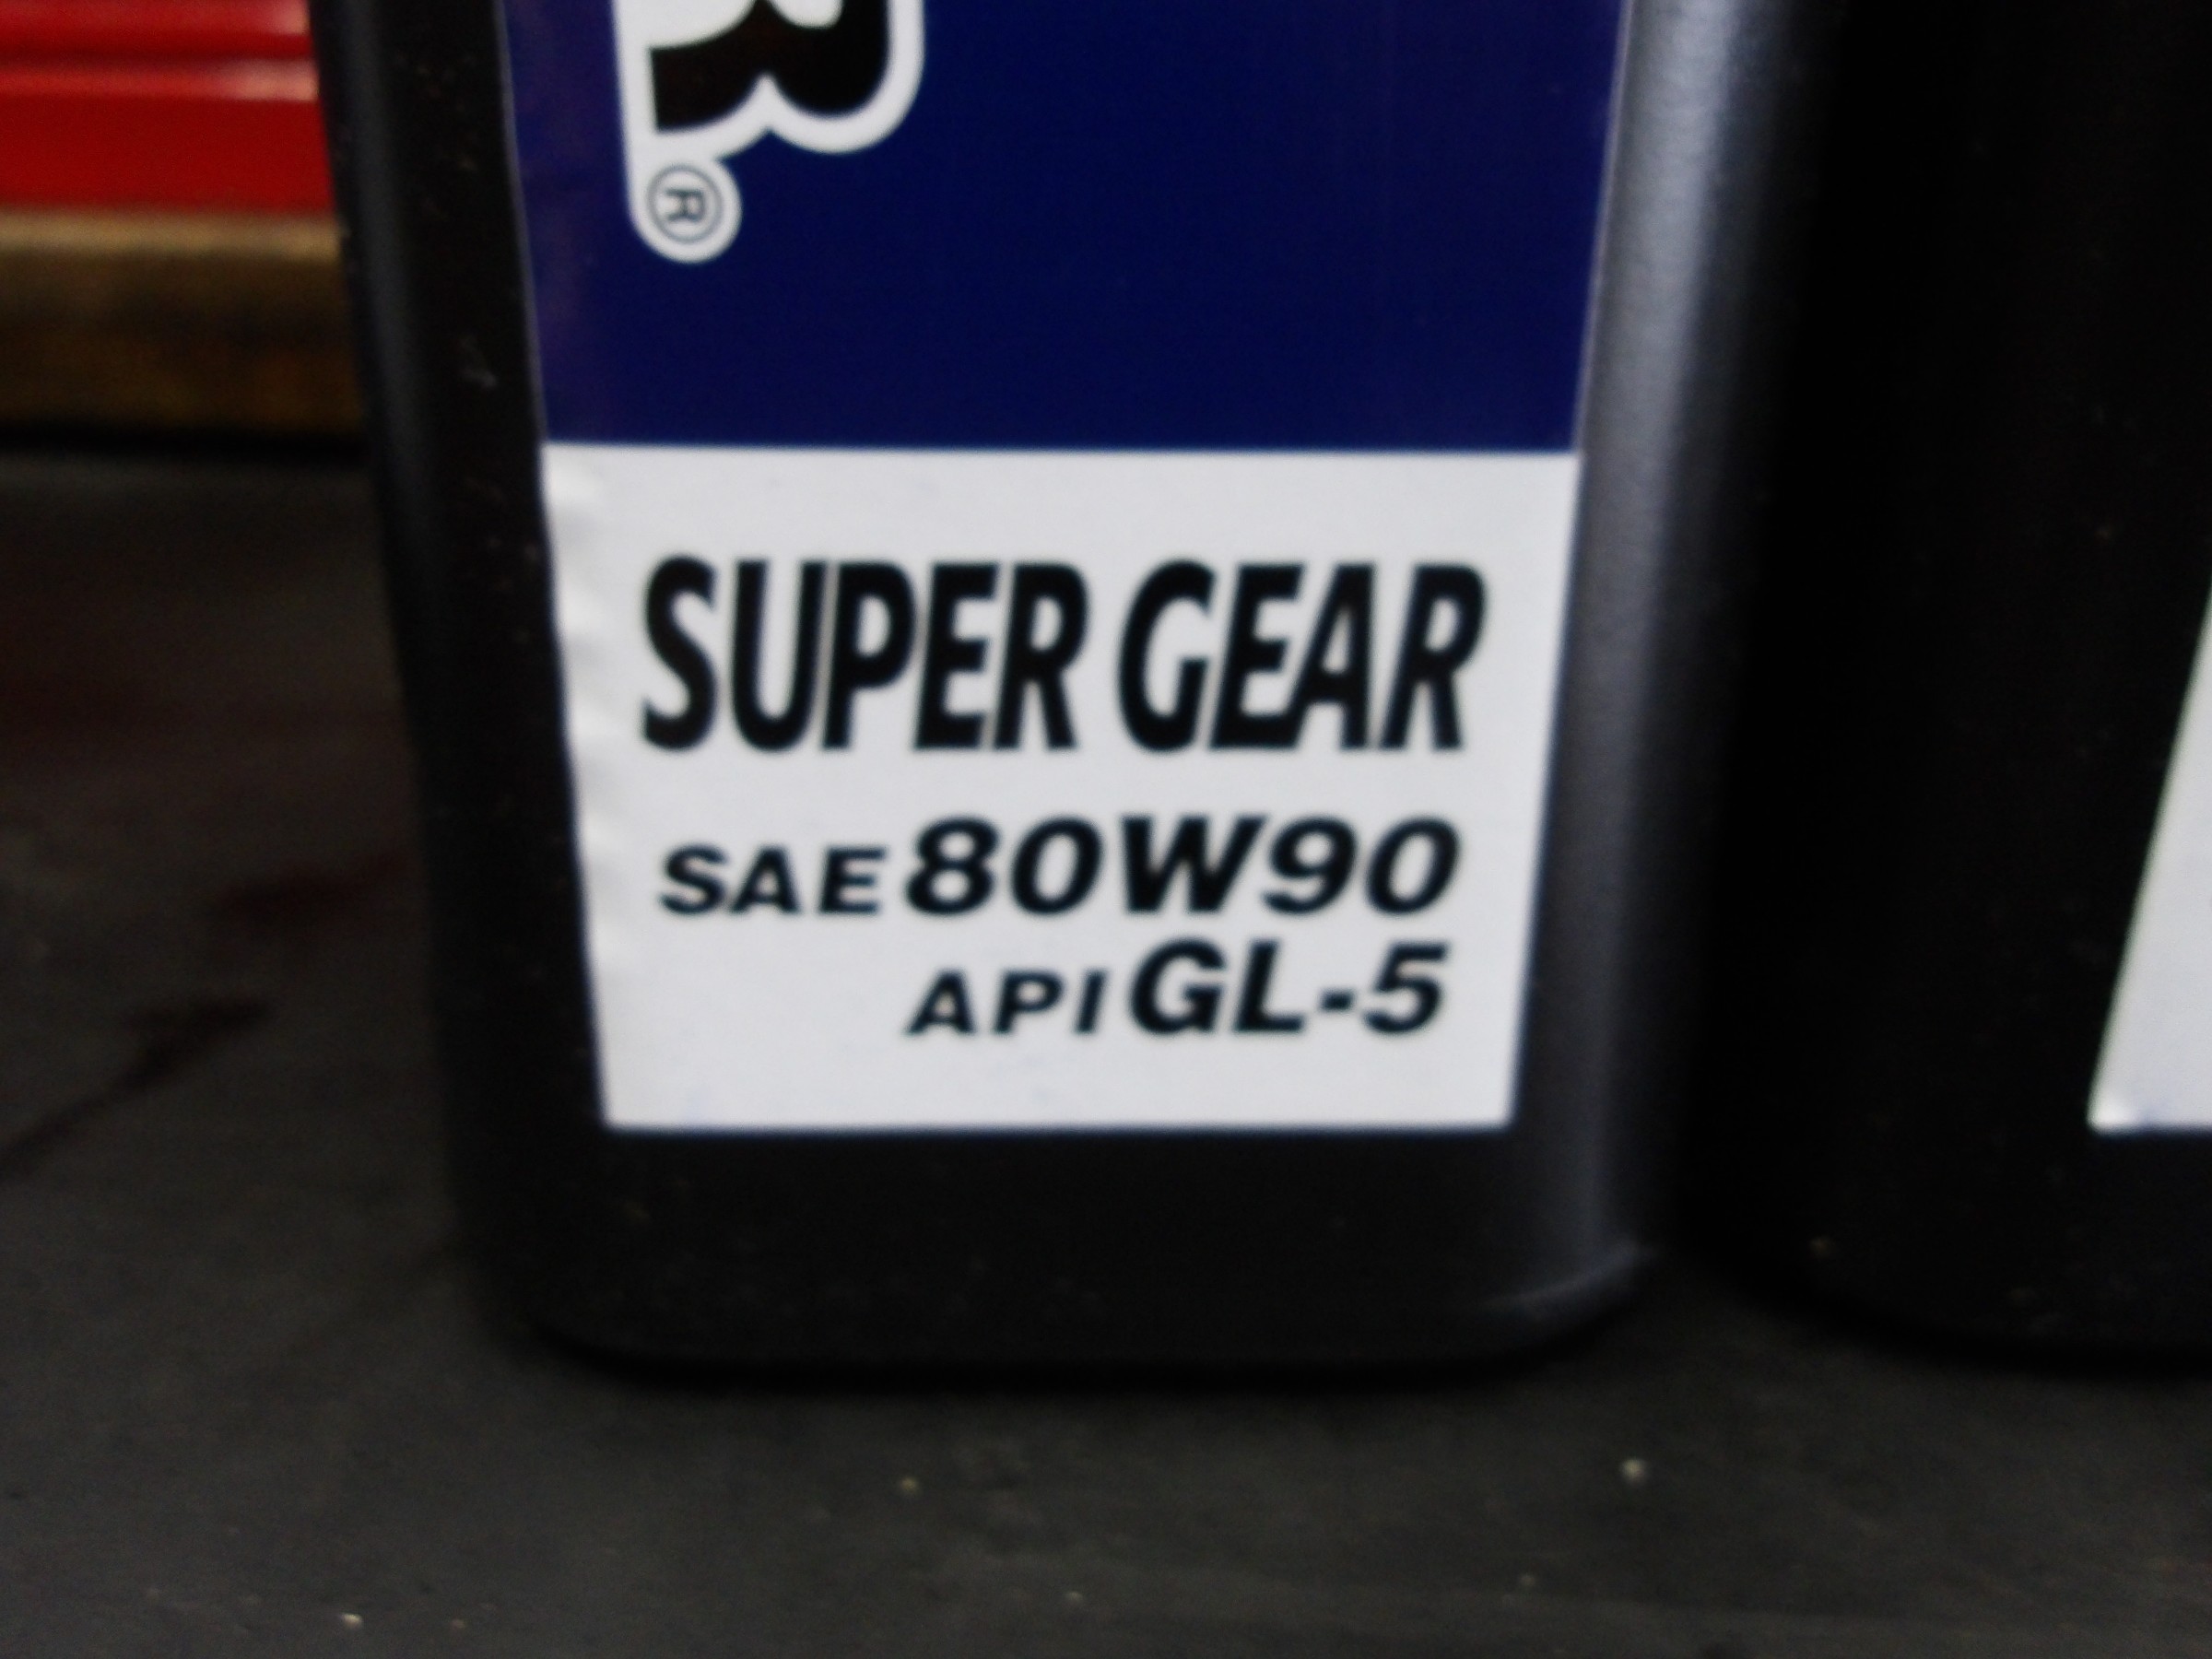 ®
SUPER GEAR
SAE 80W90
API GL-5